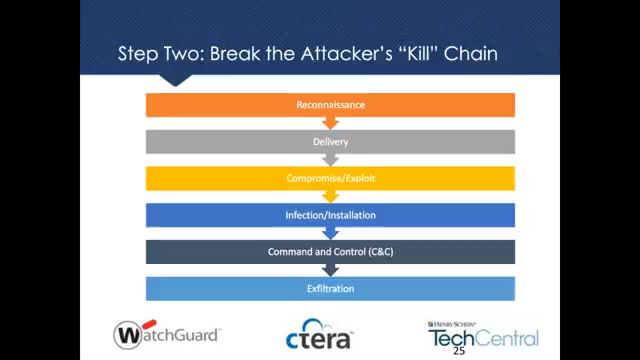 Step Two: Break the Attacker's “Kill” Chain
Reconnaissance
Delivery
Compromise/Exploit
Infection/Installation
Command and Control (C&C)
Exfiltration
WatchGuard
ctera
HENRY SCHEIN
TechCentral
25